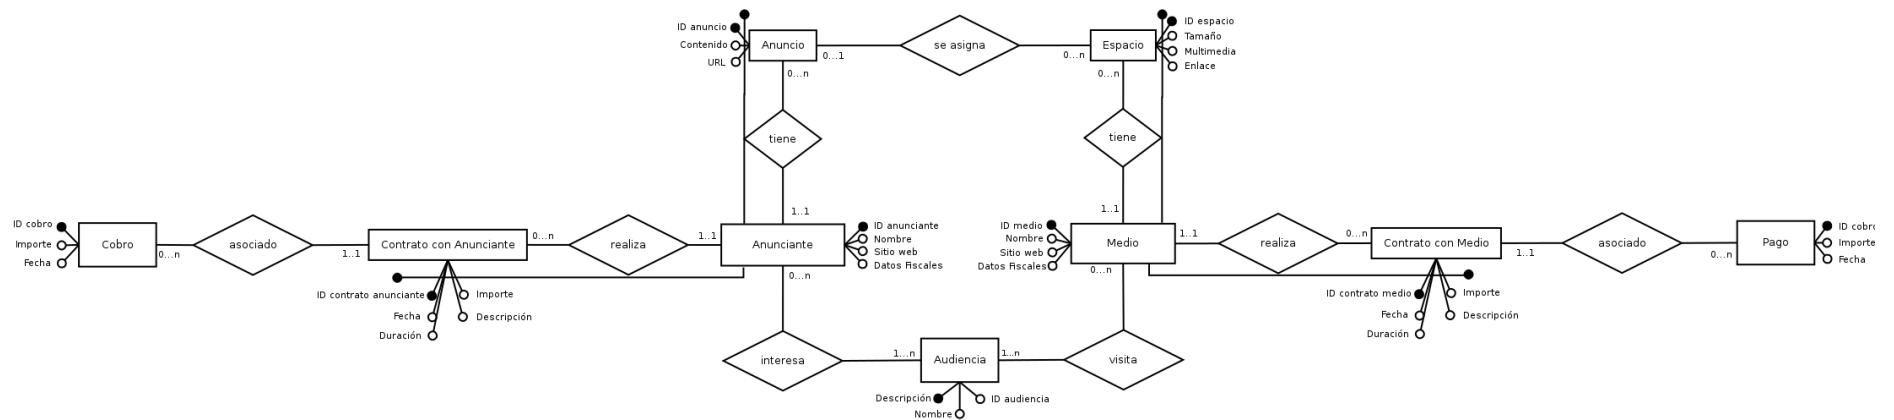 ID anuncio
Contenido
URL
Anuncio
0...1
se asigna
0...n
Espacio
ID espacio
Tamaño
Multimedia
Enlace
0...n
0...n
tiene
tiene
1..1
1..1
ID cobro
Importe
Fecha
Cobro
0...n
asociado
1..1
Contrato con Anunciante
0...n
realiza
1..1
Anunciante
ID anunciante
Nombre
Sitio web
Datos Fiscales
ID medio
Nombre
Sitio web
Datos Fiscales
Medio
1..1
realiza
0...n
Contrato con Medio
1...1
asociado
0...n
Pago
ID cobro
Importe
Fecha
0...n
0...n
ID contrato anunciante
Fecha
Duración
Importe
Descripción
ID contrato medio
Fecha
Duración
Importe
Descripción
interesa
1...n
Audiencia
1...n
visita
Descripción
Nombre
ID audiencia